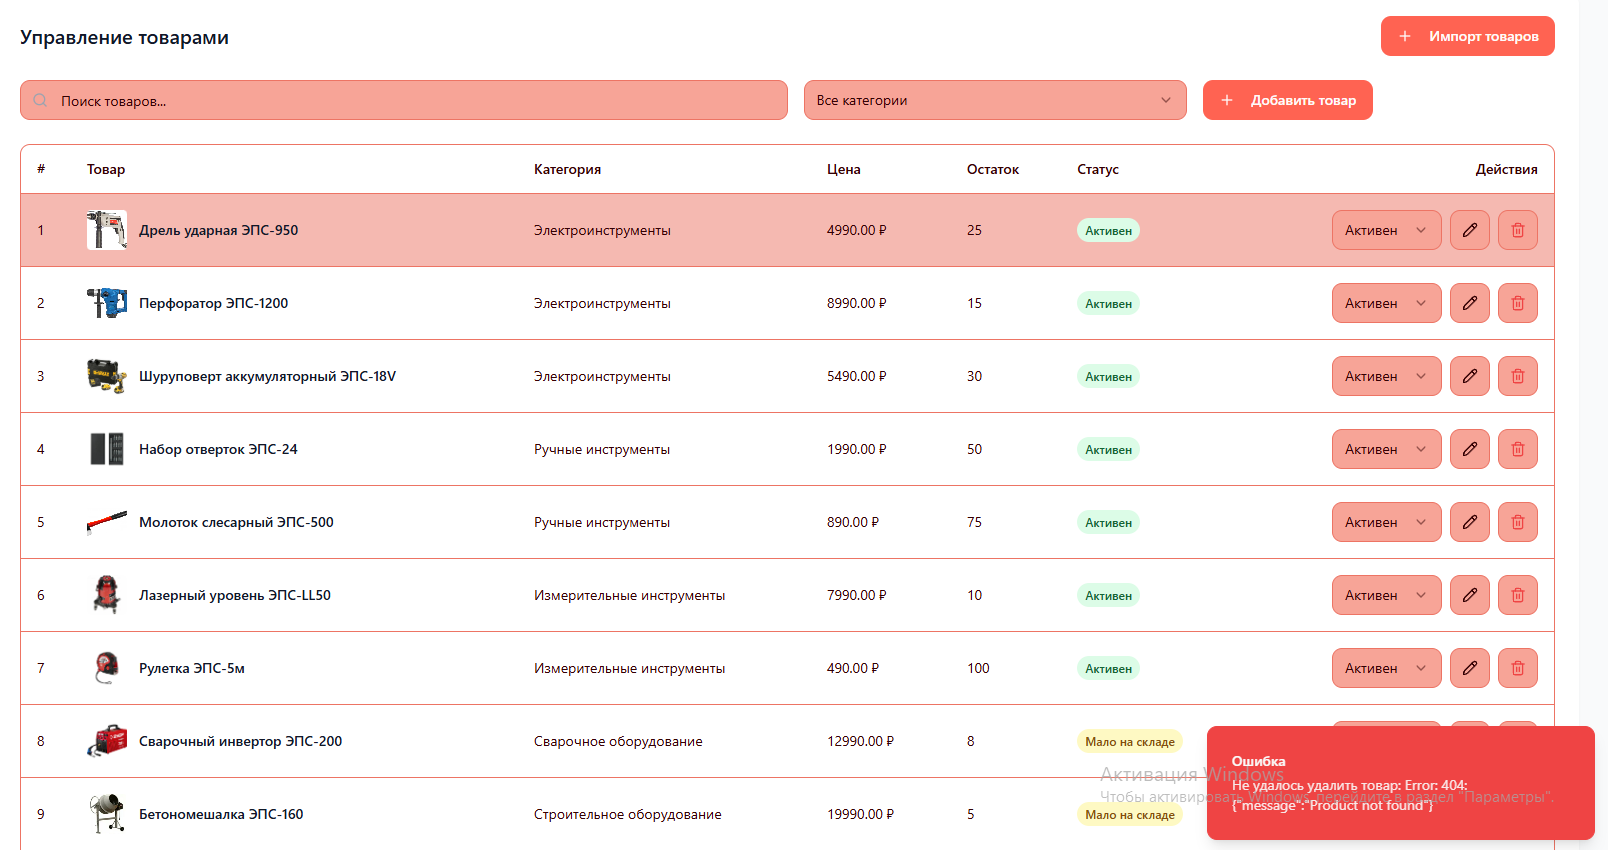 Управление товарами
Импорт товаров
Поиск товаров...
Все категории
Добавить товар
# Товар Категория Цена Остаток Статус Действия
1 Дрель ударная ЭПС-950 Электроинструменты 4990.00 ₽ 25 Активен Активен
2 Перфоратор ЭПС-1200 Электроинструменты 8990.00 ₽ 15 Активен Активен
3 Шуруповерт аккумуляторный ЭПС-18V Электроинструменты 5490.00 ₽ 30 Активен Активен
4 Набор отверток ЭПС-24 Ручные инструменты 1990.00 ₽ 50 Активен Активен
5 Молоток слесарный ЭПС-500 Ручные инструменты 890.00 ₽ 75 Активен Активен
6 Лазерный уровень ЭПС-LL50 Измерительные инструменты 7990.00 ₽ 10 Активен Активен
7 Рулетка ЭПС-5м Измерительные инструменты 490.00 ₽ 100 Активен Активен
8 Сварочный инвертор ЭПС-200 Сварочное оборудование 12990.00 ₽ 8 Мало на складе
9 Бетономешалка ЭПС-160 Строительное оборудование 19990.00 ₽ 5 Мало на складе
Ошибка
Не удалось удалить товар: Error: 404:
{"message":"Product not found"}
Активация Windows
Чтобы активировать Windows, перейдите в раздел "Параметры".